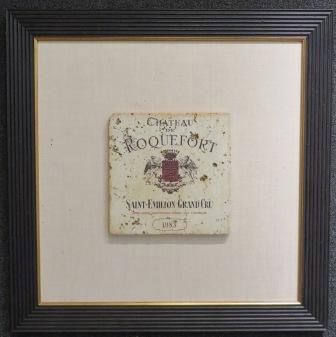 CHATEAU
DE
ROQUEFORT
SAINT-EMILION GRAND CRU
1983